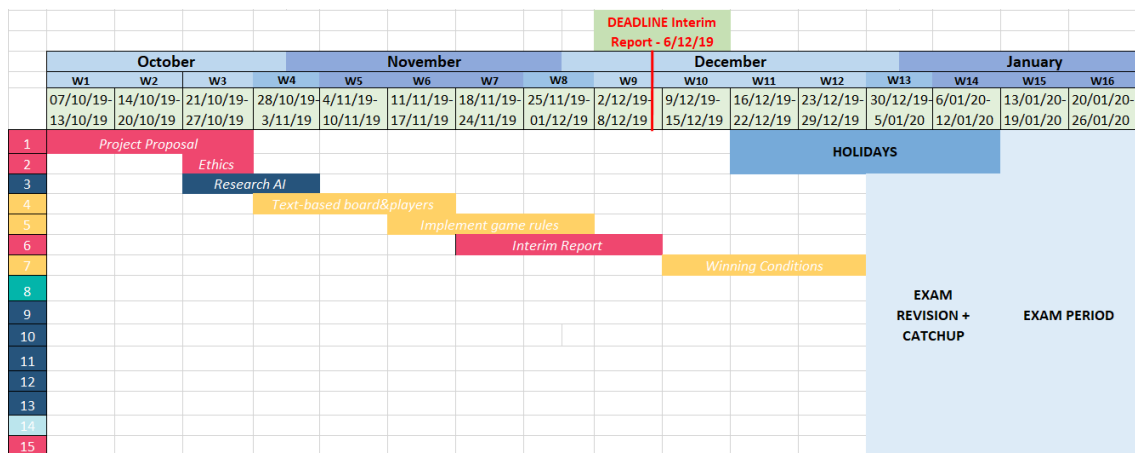 DEADLINE Interim
Report - 6/12/19
October November December January
W1 W2 W3 W4 W5 W6 W7 W8 W9 W10 W11 W12 W13 W14 W15 W16
07/10/19- 14/10/19- 21/10/19- 28/10/19- 4/11/19- 11/11/19- 18/11/19- 25/11/19- 2/12/19- 9/12/19- 16/12/19- 23/12/19- 30/12/19- 6/01/20- 13/01/20- 20/01/20-
13/10/19 20/10/19 27/10/19 3/11/19 10/11/19 17/11/19 24/11/19 01/12/19 8/12/19 15/12/19 22/12/19 29/12/19 5/01/20 12/01/20 19/01/20 26/01/20
1 Project Proposal
HOLIDAYS
2 Ethics
3 Research AI
4 Text-based board&players
5 Implement game rules
6 Interim Report
7 Winning Conditions
8
EXAM
9
REVISION + EXAM PERIOD
10
CATCHUP
11
12
13
14
15